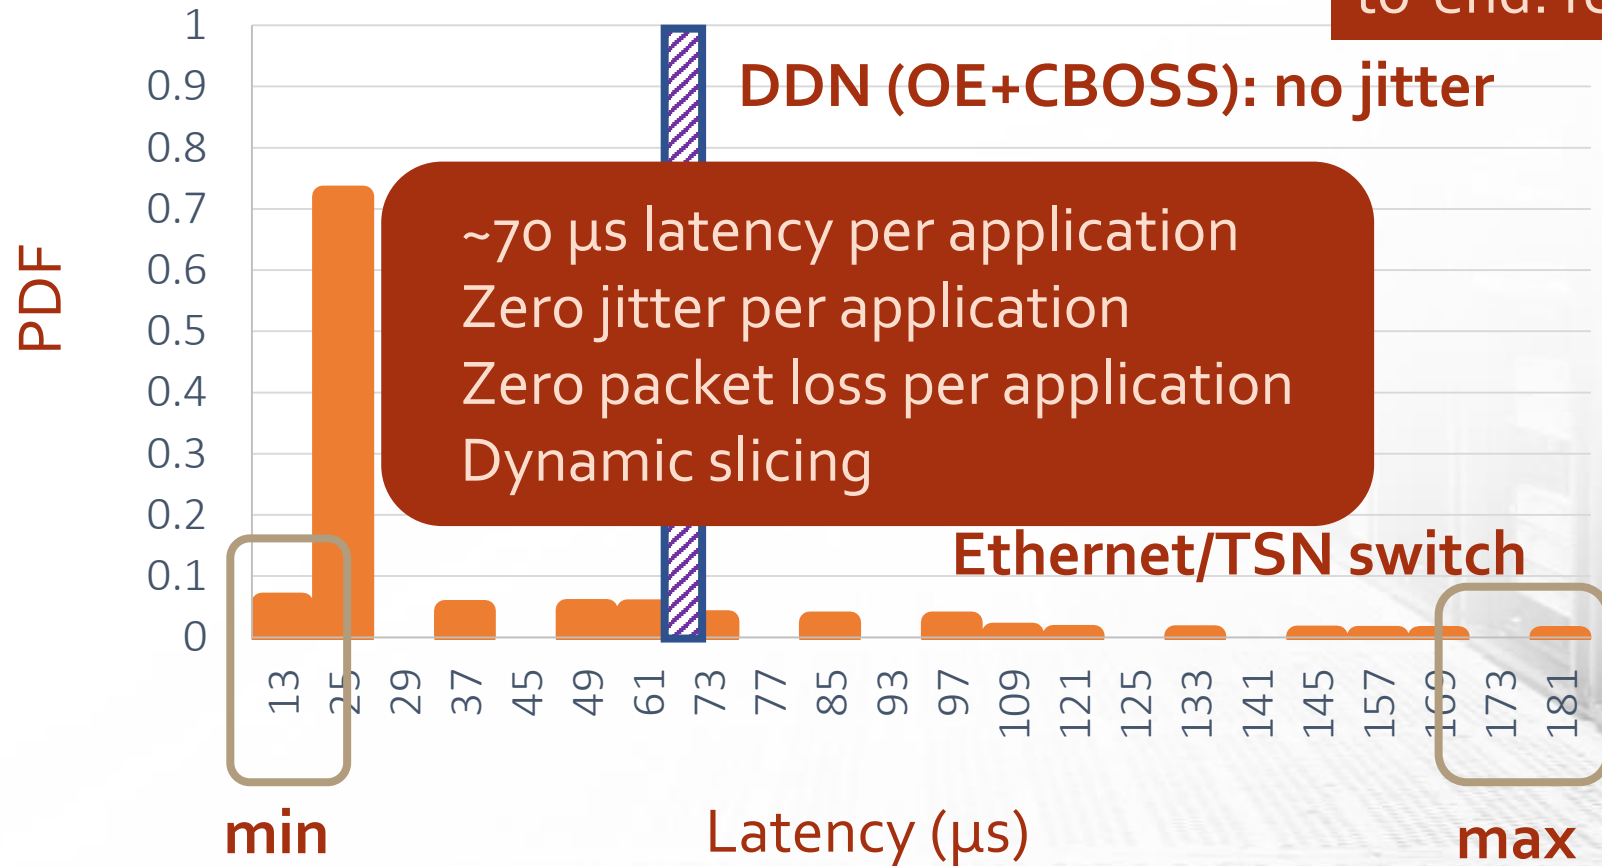 to-end. re
1
DDN (OE+CBOSS): no jitter
0.9
0.8
0.7
0.6
0.5
0.4
0.3
0.2
0.1
0
PDF
~70 µs latency per application
Zero jitter per application
Zero packet loss per application
Dynamic slicing
Ethernet/TSN switch
13 25 29 37 45 49 61 73 77 85 93 97 109 121 125 133 141 145 157 169 173 181
min
Latency (µs)
max